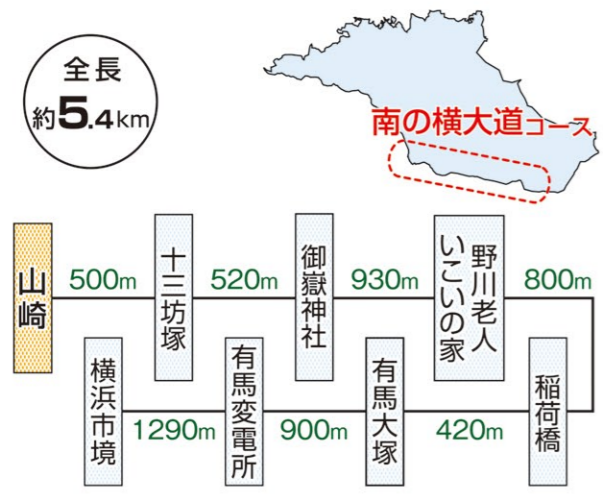 全長
約5.4km
南の横大道コース
山崎
500m
十三坊塚
520m
御嶽神社
930m
野川老人
いこいの家
800m
稲荷橋
420m
有馬大塚
900m
有馬変電所
1290m
横浜市境